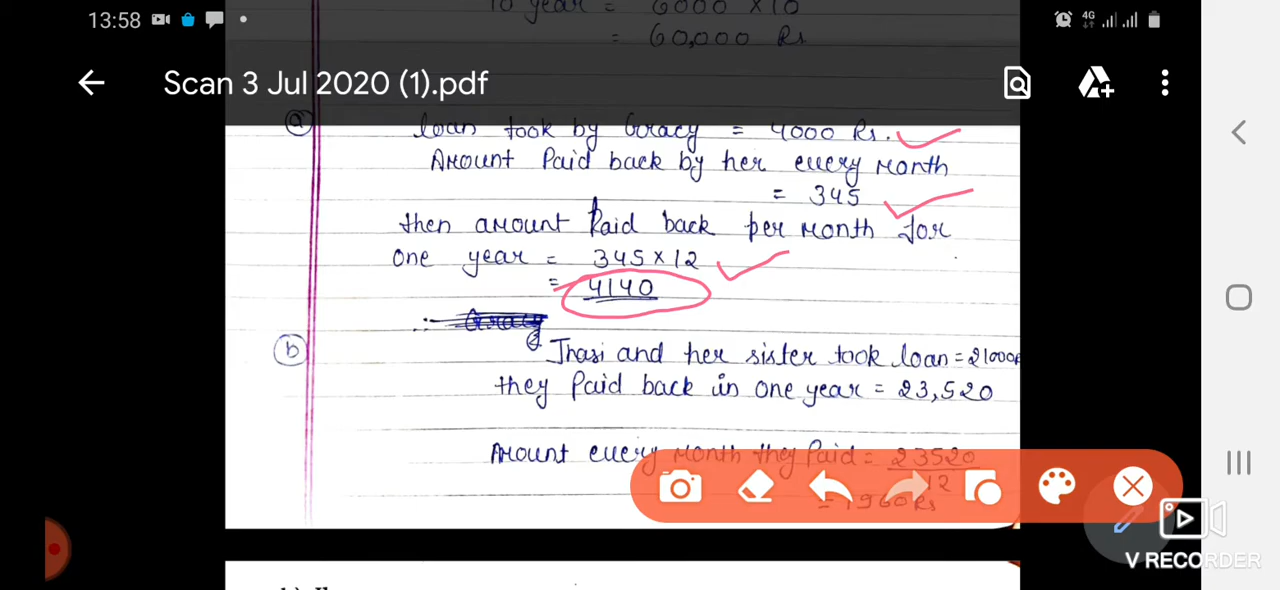 13:58
4G
Scan 3 Jul 2020 (1).pdf
10 year = 6000 ×10
= 60,000 Rs
(a) loan took by Gracy = 4000 Rs.
Amount Paid back by her every month
= 345
then amount Paid back per month for
one year = 345×12
= 4140
∴ Gracy
(b) Jhasi and her sister took loan = 21000
they Paid back in one year = 23,520
Amount every month they Paid = 23520
12
= 1960 Rs
V RECORDER